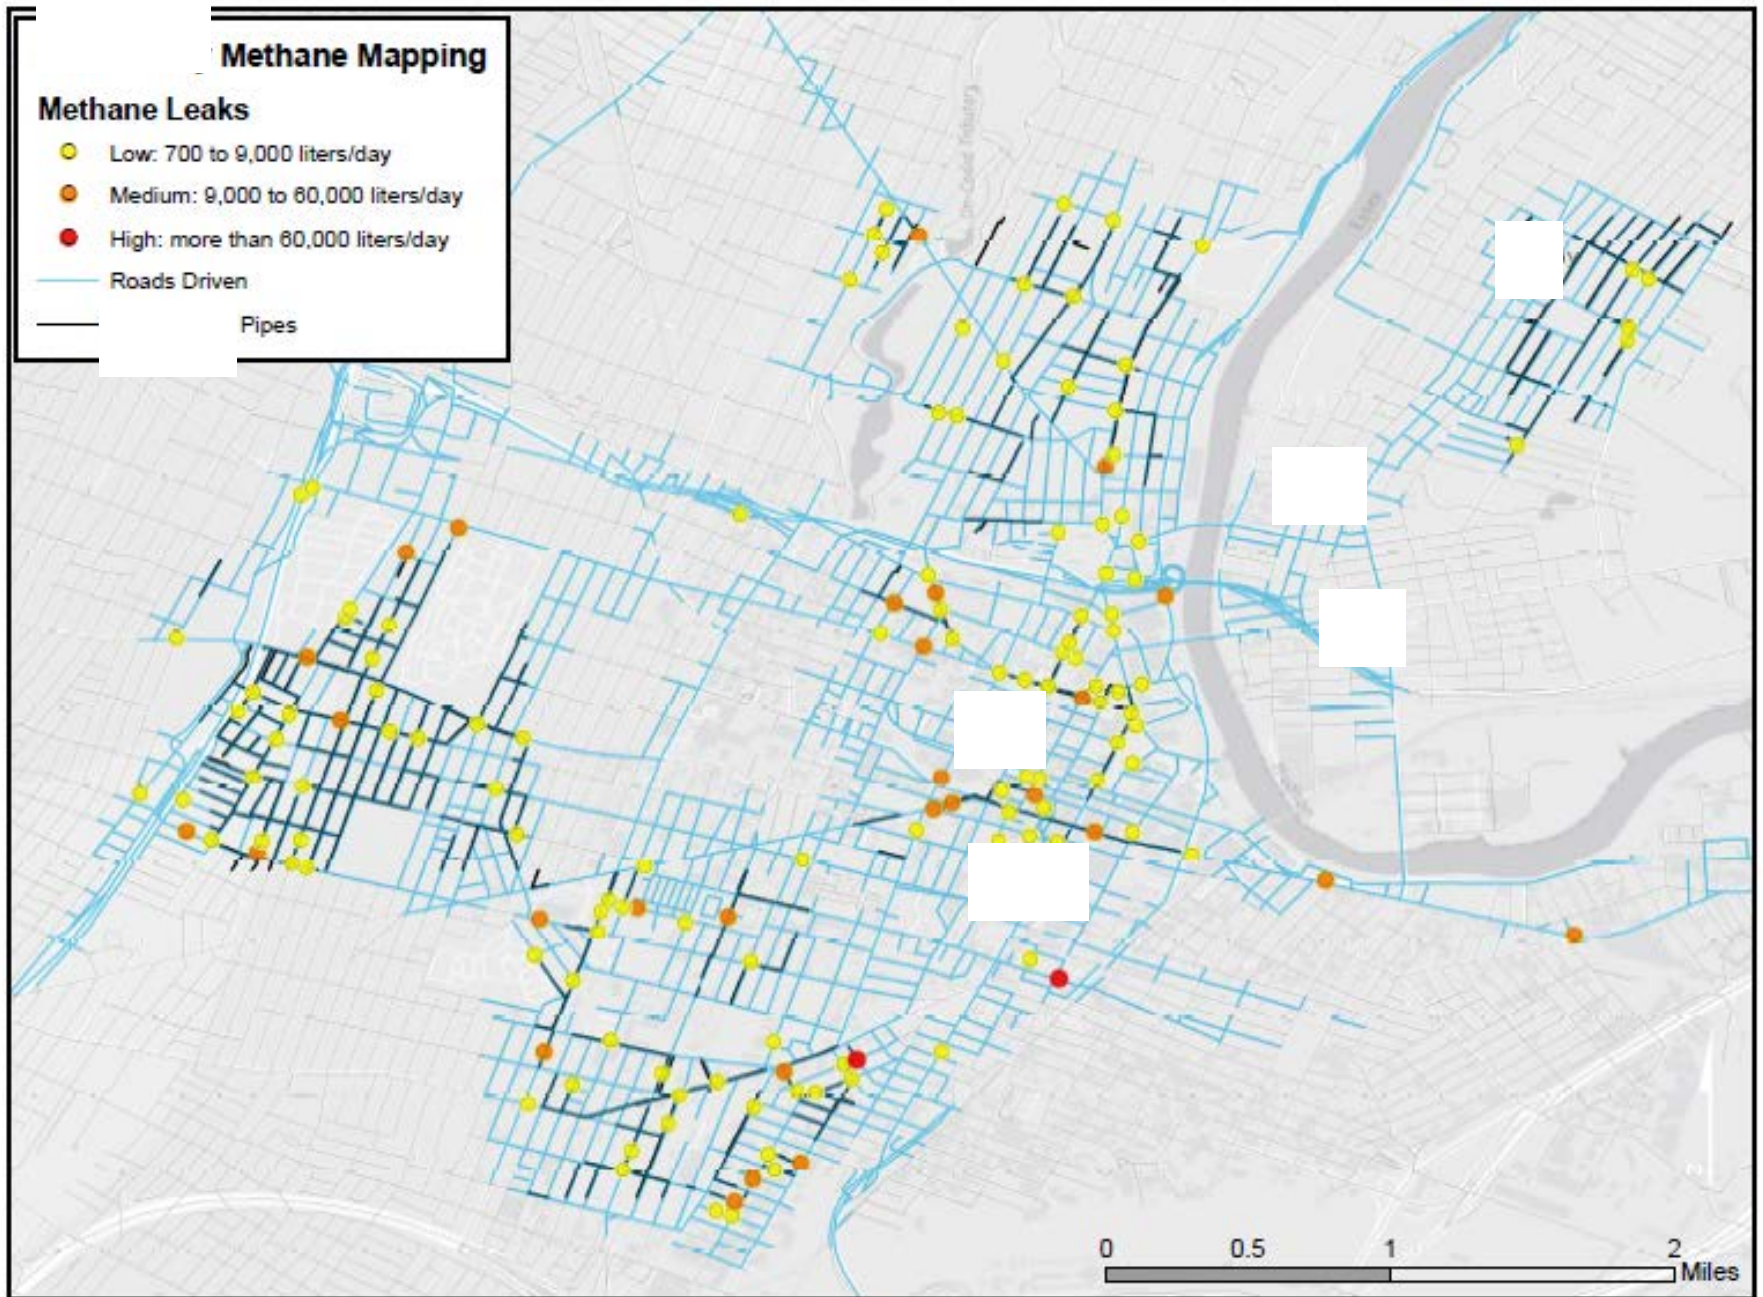 Methane Mapping
Methane Leaks
Low: 700 to 9,000 liters/day
Medium: 9,000 to 60,000 liters/day
High: more than 60,000 liters/day
Roads Driven
Pipes
0 0.5 1 2
Miles